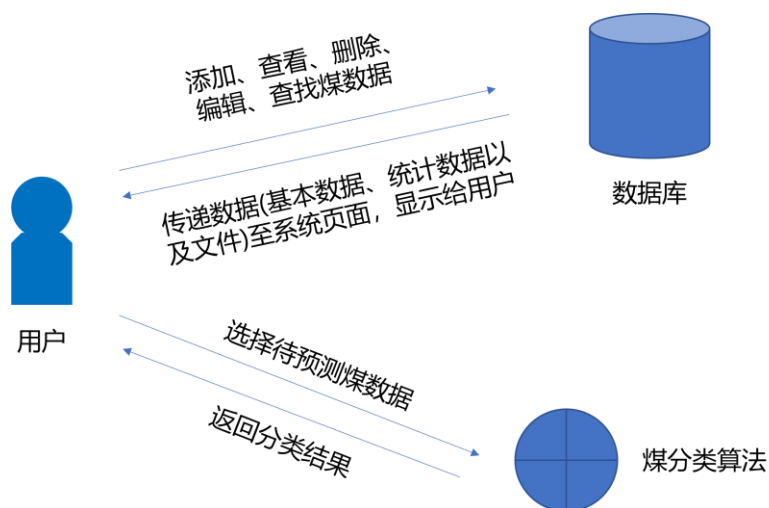 添加、查看、删除、
编辑、查找煤数据
传递数据(基本数据、统计数据以
及文件)至系统页面，显示给用户
数据库
用户
选择待预测煤数据
返回分类结果
煤分类算法